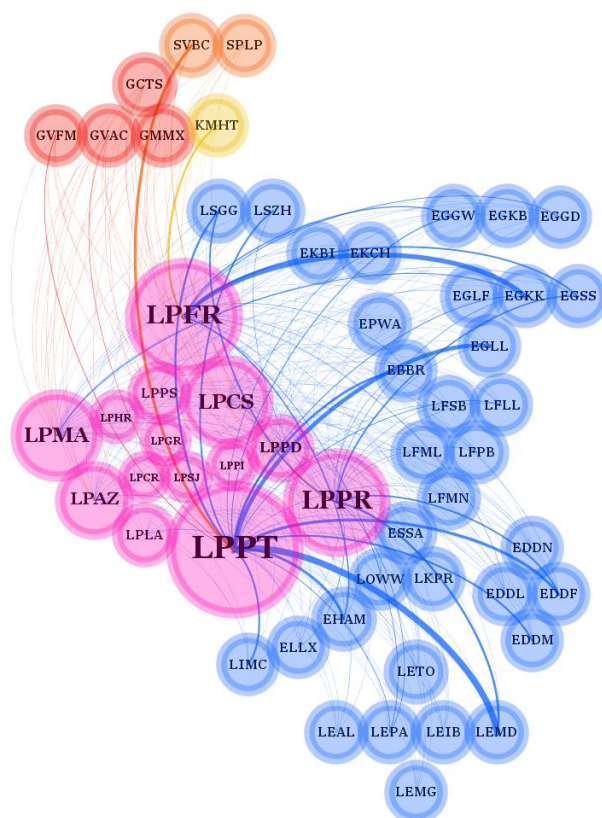 SVBC SPLP
GCTS
GVFM GVAC GMMX KMHT
LSGG LSZH EGGW EGKB EGGD
EKBI EKCH
EGLF EGKK EGSS
LPFR EPWA
EGLL
EBBR
LPPS LPCS LFSB LFLL
LPHR
LPMA LPGR LPPD LFML LFPB
LPCR LPSJ LPPI
LPAZ LPPR LFMN
LPLA LPPT ESSA EDDN
LOWW LKPR EDDL EDDF
EHAM EDDM
LIMC ELLX LETO
LEAL LEPA LEIB LEMD
LEMG